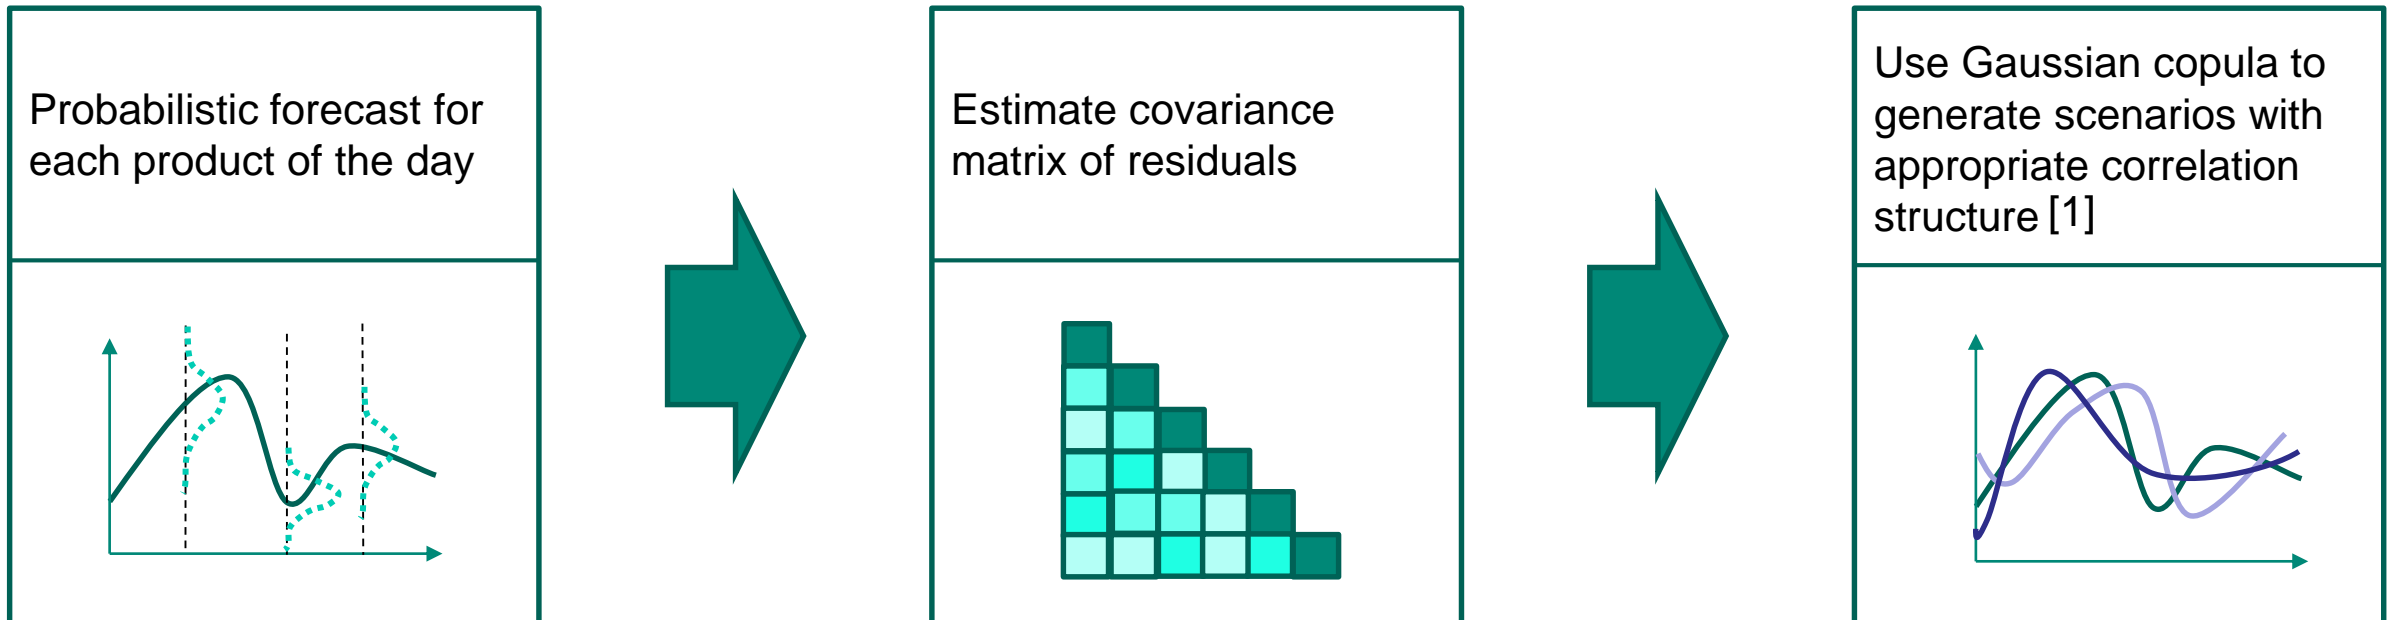 Probabilistic forecast for
each product of the day
Estimate covariance
matrix of residuals
Use Gaussian copula to
generate scenarios with
appropriate correlation
structure [1]